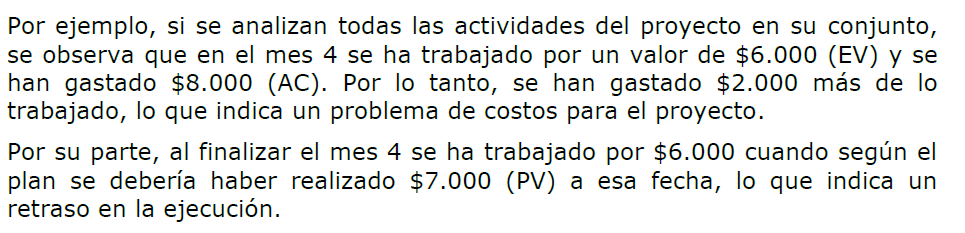 Por ejemplo, si se analizan todas las actividades del proyecto en su conjunto,
se observa que en el mes 4 se ha trabajado por un valor de $6.000 (EV) y se
han gastado $8.000 (AC). Por lo tanto, se han gastado $2.000 más de lo
trabajado, lo que indica un problema de costos para el proyecto.
Por su parte, al finalizar el mes 4 se ha trabajado por $6.000 cuando según el
plan se debería haber realizado $7.000 (PV) a esa fecha, lo que indica un
retraso en la ejecución.